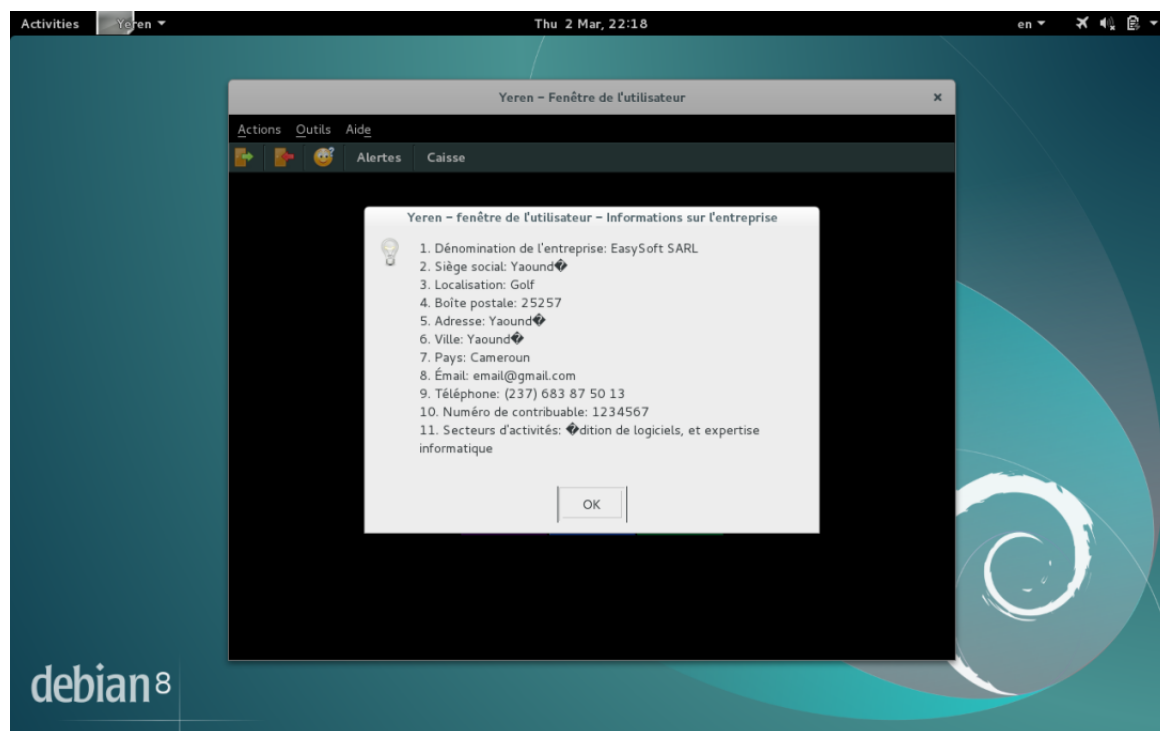 Activities Yeren Thu 2 Mar, 22:18 en
Yeren – Fenêtre de l'utilisateur
Actions Outils Aide
Alertes Caisse
Yeren – fenêtre de l'utilisateur – Informations sur l'entreprise
1. Dénomination de l'entreprise: EasySoft SARL
2. Siège social: Yaound�
3. Localisation: Golf
4. Boîte postale: 25257
5. Adresse: Yaound�
6. Ville: Yaound�
7. Pays: Cameroun
8. Émail: email@gmail.com
9. Téléphone: (237) 683 87 50 13
10. Numéro de contribuable: 1234567
11. Secteurs d'activités: �dition de logiciels, et expertise
informatique
OK
debian 8